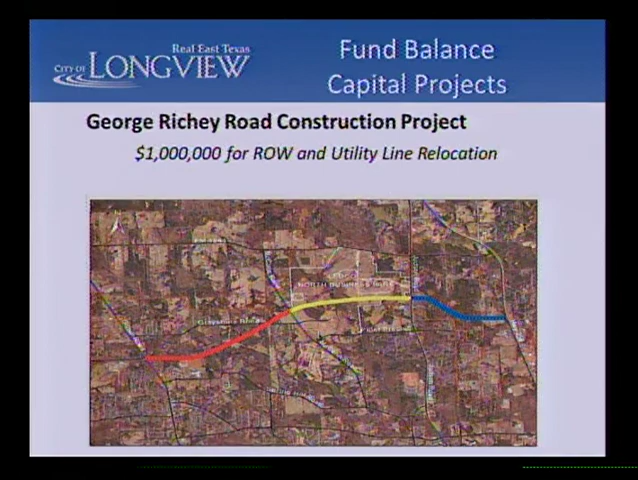 Real East Texas
CITY OF LONGVIEW
Fund Balance
Capital Projects
George Richey Road Construction Project
$1,000,000 for ROW and Utility Line Relocation
NORTH BUSINESS PARK